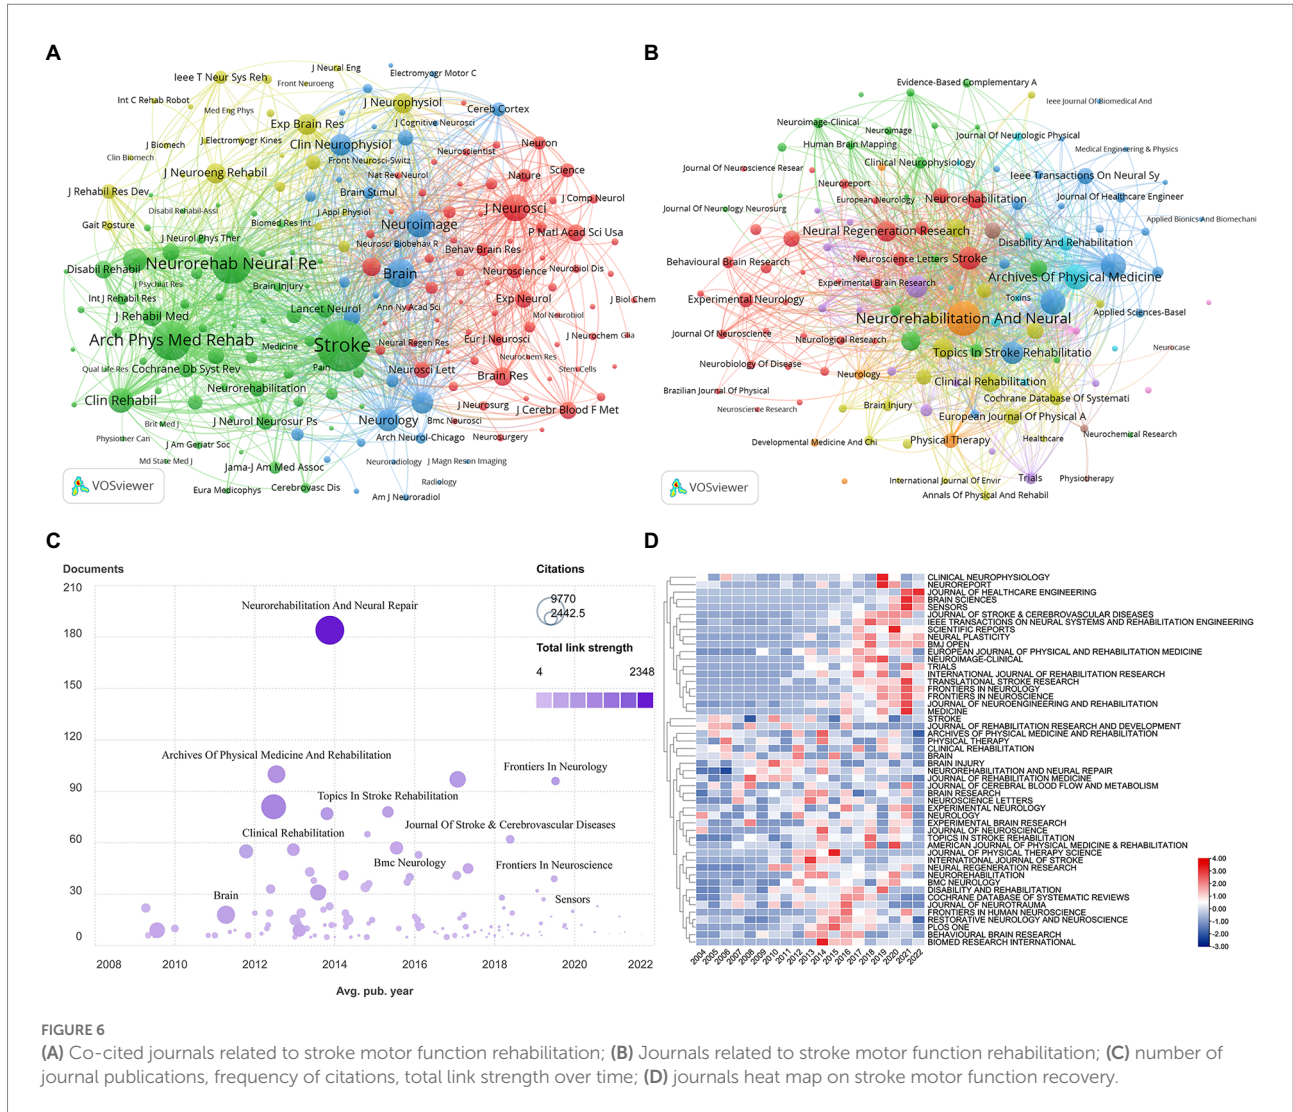 A
J Neural Eng
Electromyogr Motor C
Ieee T Neur Sys Reh
Front Neuroeng
Int C Rehab Robot
J Neurophysiol
Cereb Cortex
Med Eng Phys
Exp Brain Res
J Cognitive Neurosci
J Electromyogr Kines
Clin Neurophysiol
Neuron
J Biomech
Neuroscientist
Clin Biomech
Front Neurosci-Switz
Science
J Neuroeng Rehabil
Nat Rev Neurol
Nature
J Rehabil Res Dev
Brain Stimul
J Comp Neurol
Disabil Rehabil-Assi
J Appl Physiol
J Neurosci
Gait Posture
Biomed Res Int
Neuroimage
P Natl Acad Sci Usa
J Neurol Phys Ther
Neurosci Biobehav R
Behav Brain Res
Disabil Rehabil
Neurorehab Neural Re
Brain
Neuroscience
Neurobiol Dis
J Psychiat Res
Brain Injury
Int J Rehabil Res
Lancet Neurol
Ann Ny Acad Sci
Exp Neurol
J Biol Chem
J Rehabil Med
Mol Neurobiol
Arch Phys Med Rehab
Stroke
Neural Regen Res
Eur J Neurosci
J Neurochem
Glia
Medicine
Neurochem Res
Qual Life Res
Cochrane Db Syst Rev
Pain
Neurosci Lett
Brain Res
Stem Cells
Neurorehabilitation
Clin Rehabil
J Neurosurg
J Cerebr Blood F Met
Brit Med J
J Neurol Neurosur Ps
Neurology
Bmc Neurosci
Physiother Can
J Am Geriatr Soc
Arch Neurol-Chicago
Neurosurgery
Md State Med J
Jama-J Am Med Assoc
Neuroradiology
J Magn Reson Imaging
Eura Medicophys
Cerebrovasc Dis
Radiology
Am J Neuroradiol
VOSviewer
B
Evidence-Based Complementary A
Ieee Journal Of Biomedical And
Neuroimage-Clinical
Neuroimage
Journal Of Neurologic Physical
Human Brain Mapping
Medical Engineering & Physics
Journal Of Neuroscience Resear
Clinical Neurophysiology
Ieee Transactions On Neural Sy
Neuroreport
European Neurology
Neurorehabilitation
Journal Of Healthcare Engineer
Journal Of Neurology Neurosurg
Applied Bionics And Biomechani
Neural Regeneration Research
Disability And Rehabilitation
Behavioural Brain Research
Neuroscience Letters
Stroke
Experimental Brain Research
Archives Of Physical Medicine
Experimental Neurology
Toxins
Neurorehabilitation And Neural
Applied Sciences-Basel
Journal Of Neuroscience
Neurological Research
Neurocase
Topics In Stroke Rehabilitatio
Neurobiology Of Disease
Neurology
Clinical Rehabilitation
Brazilian Journal Of Physical
Cochrane Database Of Systemati
Neuroscience Research
Brain Injury
European Journal Of Physical A
Developmental Medicine And Chi
Physical Therapy
Healthcare
Neurochemical Research
International Journal Of Envir
Trials
Physiotherapy
Annals Of Physical And Rehabil
VOSviewer
C
Documents
210
180
150
120
90
60
30
0
Neurorehabilitation And Neural Repair
Archives Of Physical Medicine And Rehabilitation
Frontiers In Neurology
Topics In Stroke Rehabilitation
Clinical Rehabilitation
Journal Of Stroke & Cerebrovascular Diseases
Bmc Neurology
Frontiers In Neuroscience
Brain
Sensors
2008 2010 2012 2014 2016 2018 2020 2022
Avg. pub. year
Citations
9770
2442.5
Total link strength
4 2348
D
CLINICAL NEUROPHYSIOLOGY
NEUROREPORT
JOURNAL OF HEALTHCARE ENGINEERING
BRAIN SCIENCES
SENSORS
JOURNAL OF STROKE & CEREBROVASCULAR DISEASES
IEEE TRANSACTIONS ON NEURAL SYSTEMS AND REHABILITATION ENGINEERING
SCIENTIFIC REPORTS
NEURAL PLASTICITY
BMJ OPEN
EUROPEAN JOURNAL OF PHYSICAL AND REHABILITATION MEDICINE
NEUROIMAGE-CLINICAL
TRIALS
INTERNATIONAL JOURNAL OF REHABILITATION RESEARCH
TRANSLATIONAL STROKE RESEARCH
FRONTIERS IN NEUROLOGY
FRONTIERS IN NEUROSCIENCE
JOURNAL OF NEUROENGINEERING AND REHABILITATION
MEDICINE
STROKE
JOURNAL OF REHABILITATION RESEARCH AND DEVELOPMENT
ARCHIVES OF PHYSICAL MEDICINE AND REHABILITATION
PHYSICAL THERAPY
CLINICAL REHABILITATION
BRAIN
BRAIN INJURY
NEUROREHABILITATION AND NEURAL REPAIR
JOURNAL OF REHABILITATION MEDICINE
JOURNAL OF CEREBRAL BLOOD FLOW AND METABOLISM
BRAIN RESEARCH
NEUROSCIENCE LETTERS
EXPERIMENTAL NEUROLOGY
NEUROLOGY
EXPERIMENTAL BRAIN RESEARCH
JOURNAL OF NEUROSCIENCE
TOPICS IN STROKE REHABILITATION
AMERICAN JOURNAL OF PHYSICAL MEDICINE & REHABILITATION
JOURNAL OF PHYSICAL THERAPY SCIENCE
INTERNATIONAL JOURNAL OF STROKE
NEURAL REGENERATION RESEARCH
NEUROREHABILITATION
BMC NEUROLOGY
DISABILITY AND REHABILITATION
COCHRANE DATABASE OF SYSTEMATIC REVIEWS
JOURNAL OF NEUROTRAUMA
FRONTIERS IN HUMAN NEUROSCIENCE
RESTORATIVE NEUROLOGY AND NEUROSCIENCE
PLOS ONE
BEHAVIOURAL BRAIN RESEARCH
BIOMED RESEARCH INTERNATIONAL
2004 2005 2006 2007 2008 2009 2010 2011 2012 2013 2014 2015 2016 2017 2018 2019 2020 2021 2022
4.00
3.00
2.00
1.00
0.00
-1.00
-2.00
-3.00
FIGURE 6
(A) Co-cited journals related to stroke motor function rehabilitation; (B) Journals related to stroke motor function rehabilitation; (C) number of
journal publications, frequency of citations, total link strength over time; (D) journals heat map on stroke motor function recovery.